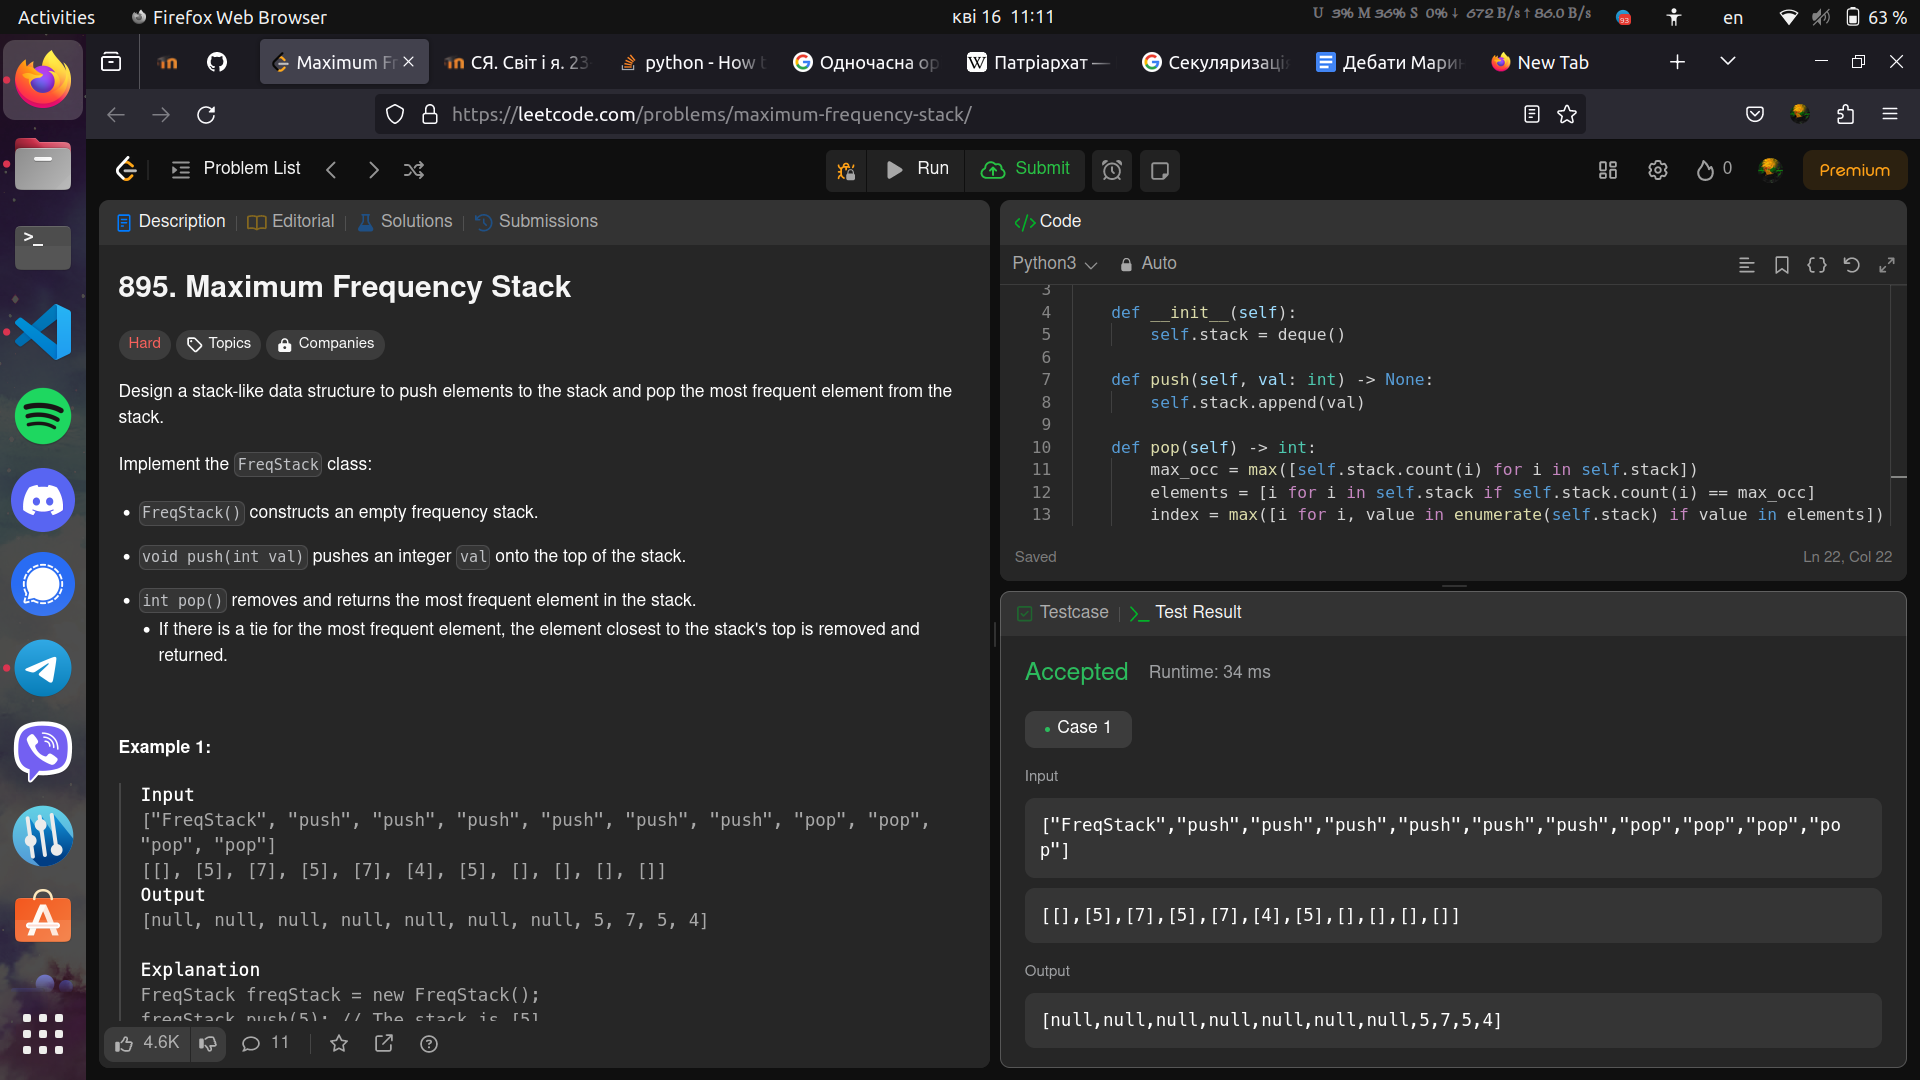 Activities
Firefox Web Browser
кві 16 11:11
U 3% M 36% S 0%↓ 672 B/s↑ 86.0 B/s
93
en
63 %
Maximum Fr
СЯ. Світ і я. 23
python - How t
Одночасна ор
Патріархат —
Секуляризаці
Дебати Мари
New Tab
https://leetcode.com/problems/maximum-frequency-stack/
Problem List
Run
Submit
0
Premium
Description
Editorial
Solutions
Submissions
895. Maximum Frequency Stack
Hard
Topics
Companies
Design a stack-like data structure to push elements to the stack and pop the most frequent element from the
stack.
Implement the FreqStack class:
• FreqStack() constructs an empty frequency stack.
• void push(int val) pushes an integer val onto the top of the stack.
• int pop() removes and returns the most frequent element in the stack.
• If there is a tie for the most frequent element, the element closest to the stack's top is removed and
returned.
Example 1:
Input
["FreqStack", "push", "push", "push", "push", "push", "push", "pop", "pop",
"pop", "pop"]
[[], [5], [7], [5], [7], [4], [5], [], [], [], []]
Output
[null, null, null, null, null, null, null, 5, 7, 5, 4]
Explanation
FreqStack freqStack = new FreqStack();
freqStack.push(5); // The stack is [5]
4.6K
11
</> Code
Python3
Auto
3
4 def __init__(self):
5 self.stack = deque()
6
7 def push(self, val: int) -> None:
8 self.stack.append(val)
9
10 def pop(self) -> int:
11 max_occ = max([self.stack.count(i) for i in self.stack])
12 elements = [i for i in self.stack if self.stack.count(i) == max_occ]
13 index = max([i for i, value in enumerate(self.stack) if value in elements])
Saved
Ln 22, Col 22
Testcase
Test Result
Accepted
Runtime: 34 ms
• Case 1
Input
["FreqStack","push","push","push","push","push","push","pop","pop","pop","po
p"]
[[],[5],[7],[5],[7],[4],[5],[],[],[],[]]
Output
[null,null,null,null,null,null,null,5,7,5,4]